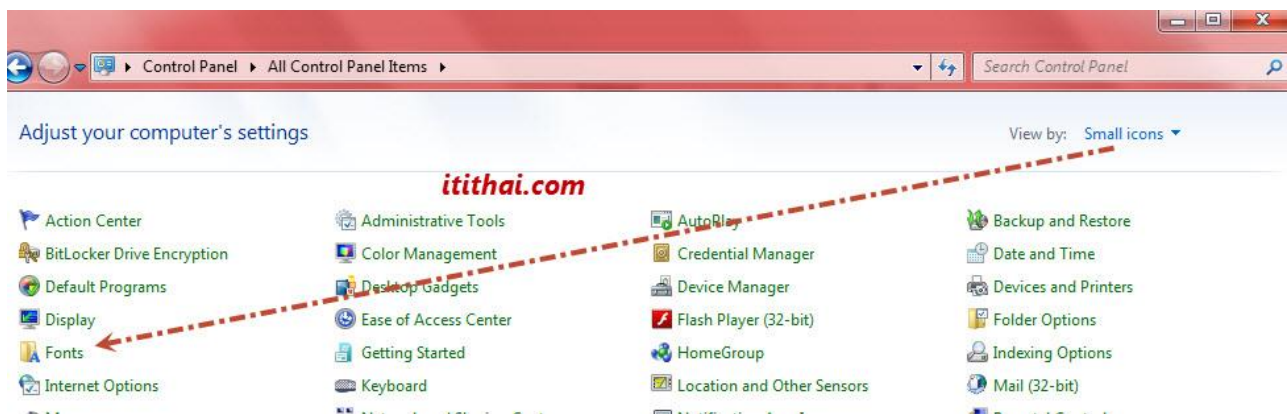 Control Panel ▸ All Control Panel Items ▸ Search Control Panel
Adjust your computer's settings View by: Small icons
itithai.com
Action Center Administrative Tools AutoPlay Backup and Restore
BitLocker Drive Encryption Color Management Credential Manager Date and Time
Default Programs Desktop Gadgets Device Manager Devices and Printers
Display Ease of Access Center Flash Player (32-bit) Folder Options
Fonts Getting Started HomeGroup Indexing Options
Internet Options Keyboard Location and Other Sensors Mail (32-bit)